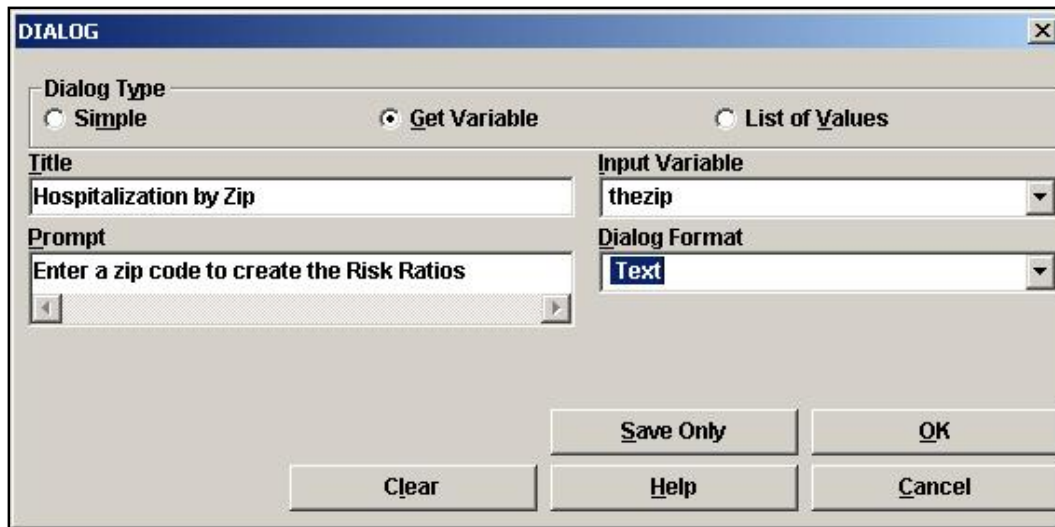 DIALOG
Dialog Type
Simple Get Variable List of Values
Title Input Variable
Hospitalization by Zip thezip
Prompt Dialog Format
Enter a zip code to create the Risk Ratios Text
Save Only OK
Clear Help Cancel